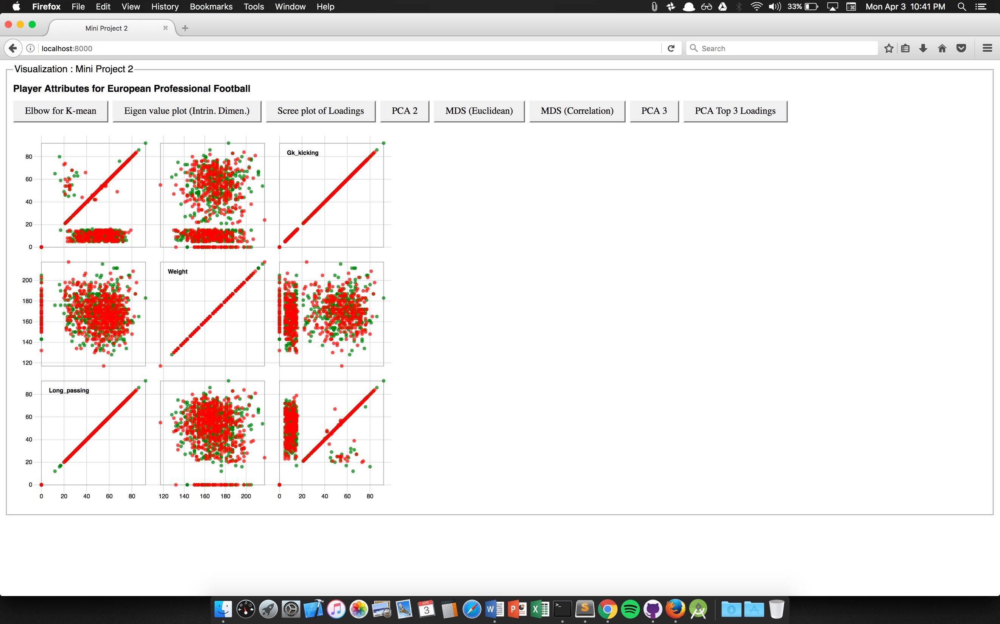 Firefox File Edit View History Bookmarks Tools Window Help 33% Mon Apr 3 10:41 PM
Mini Project 2
localhost:8000 Search
Visualization : Mini Project 2
Player Attributes for European Professional Football
Elbow for K-mean Eigen value plot (Intrin. Dimen.) Scree plot of Loadings PCA 2 MDS (Euclidean) MDS (Correlation) PCA 3 PCA Top 3 Loadings
Gk_kicking
80
60
40
20
0
Weight
200
180
160
140
120
Long_passing
80
60
40
20
0
0 20 40 60 80 120 140 160 180 200 0 20 40 60 80
APR
3
W P X >_ S